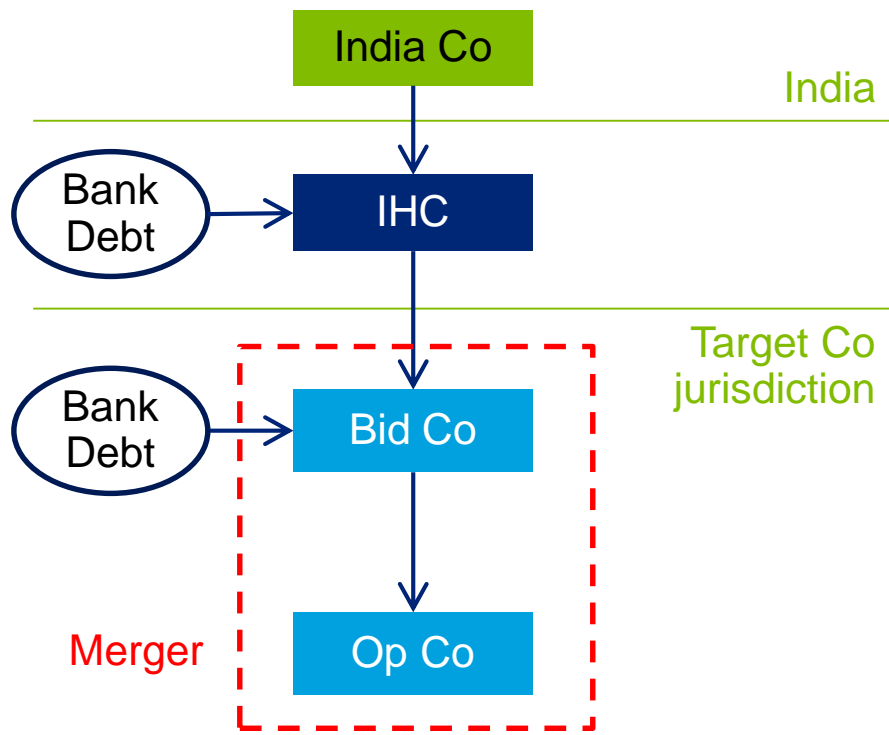 India Co
India
Bank
Debt
IHC
Target Co
jurisdiction
Bank
Debt
Bid Co
Merger
Op Co